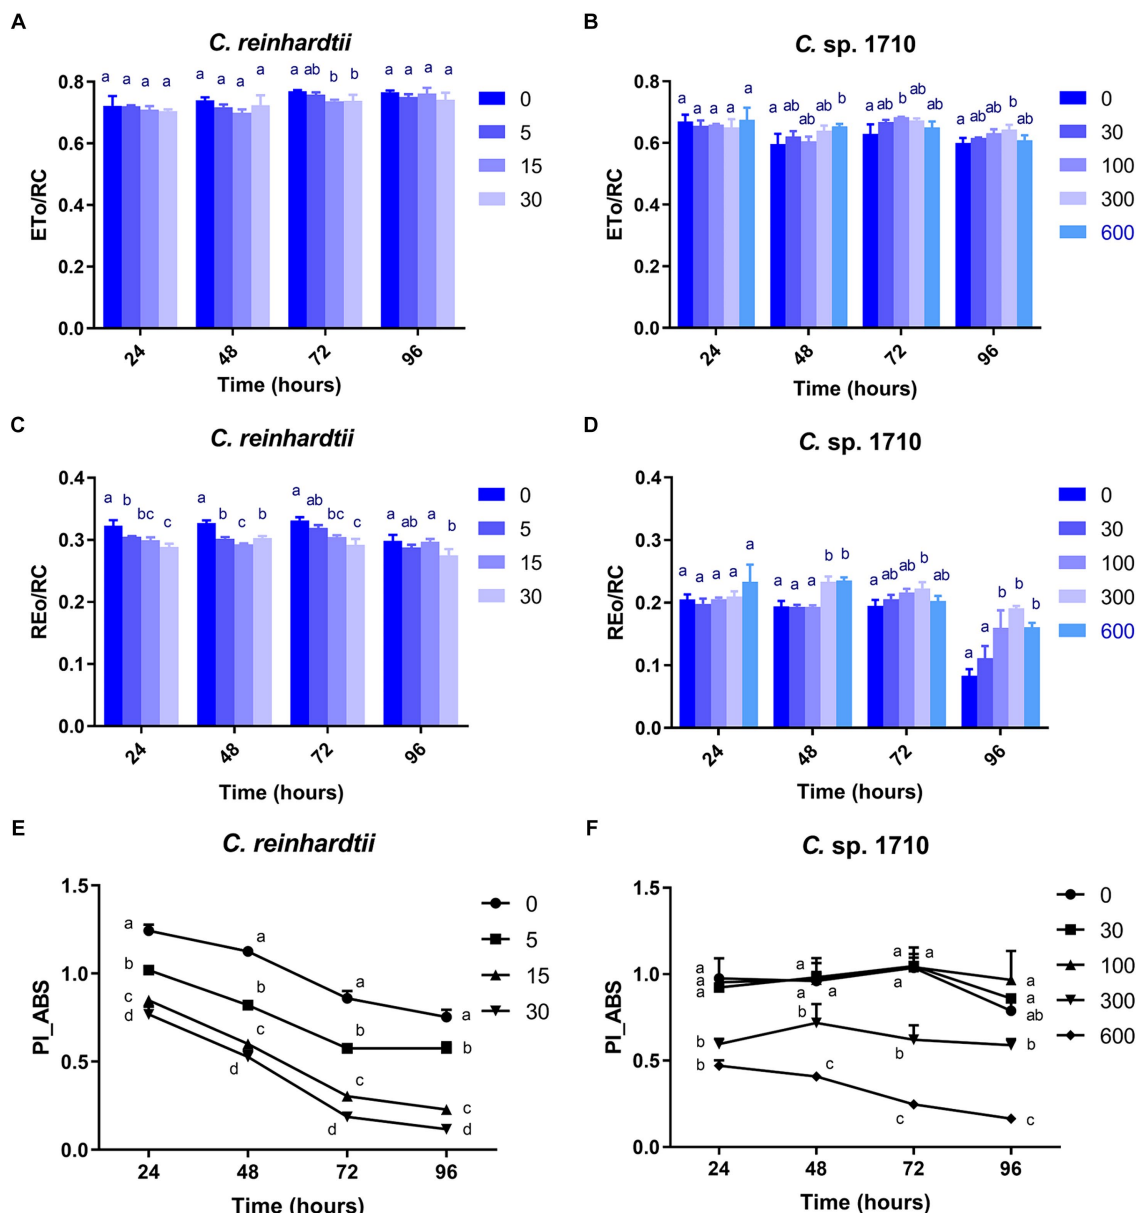 A
C. reinhardtii
a a a a a a a a a ab b b a a a a
0.8
0.6
0.4
0.2
0.0
ETo/RC
24 48 72 96
Time (hours)
0
5
15
30
B
C. sp. 1710
a a a a a a ab ab ab b a ab b ab ab a ab ab b ab
0.8
0.6
0.4
0.2
0.0
ETo/RC
24 48 72 96
Time (hours)
0
30
100
300
600
C
C. reinhardtii
a b bc c a b c b a ab bc c a ab a b
0.4
0.3
0.2
0.1
0.0
REo/RC
24 48 72 96
Time (hours)
0
5
15
30
D
C. sp. 1710
a a a a a a a a b b a ab ab b ab a a b b b
0.4
0.3
0.2
0.1
0.0
REo/RC
24 48 72 96
Time (hours)
0
30
100
300
600
E
C. reinhardtii
1.5
1.0
0.5
0.0
PI_ABS
a a a a
b b b b
c c c c
d d d d
24 48 72 96
Time (hours)
0
5
15
30
F
C. sp. 1710
1.5
1.0
0.5
0.0
PI_ABS
a a a a
a a a a
a a a ab
b b b b
b c c c
24 48 72 96
Time (hours)
0
30
100
300
600